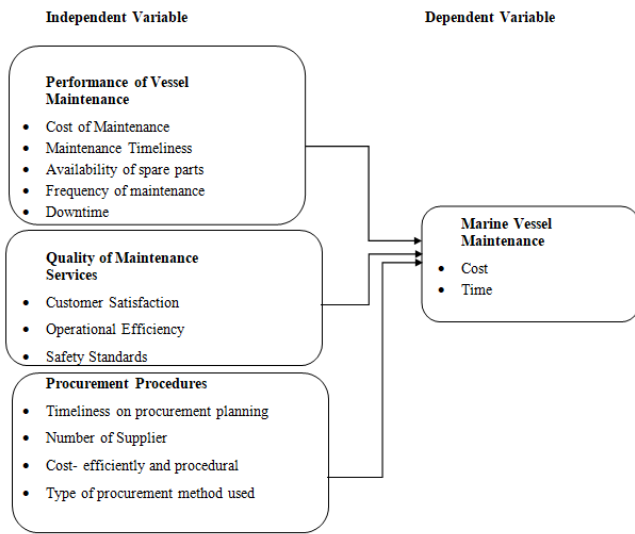 Independent Variable
Dependent Variable
Performance of Vessel
Maintenance
• Cost of Maintenance
• Maintenance Timeliness
• Availability of spare parts
• Frequency of maintenance
• Downtime
Quality of Maintenance
Services
• Customer Satisfaction
• Operational Efficiency
• Safety Standards
Procurement Procedures
• Timeliness on procurement planning
• Number of Supplier
• Cost- efficiently and procedural
• Type of procurement method used
Marine Vessel
Maintenance
• Cost
• Time